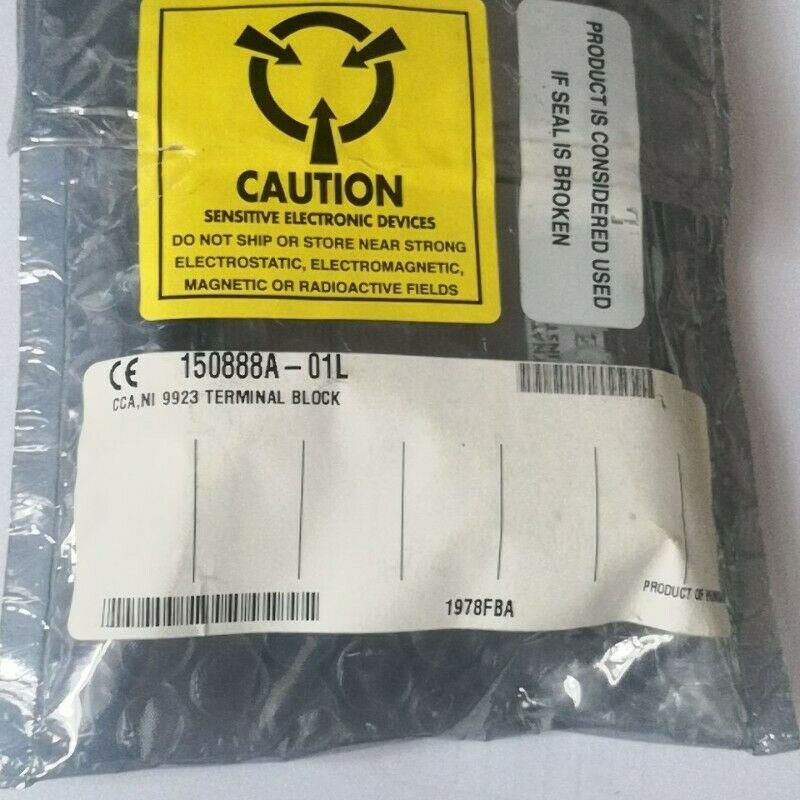 CAUTION
SENSITIVE ELECTRONIC DEVICES
DO NOT SHIP OR STORE NEAR STRONG
ELECTROSTATIC, ELECTROMAGNETIC,
MAGNETIC OR RADIOACTIVE FIELDS
PRODUCT IS CONSIDERED USED
IF SEAL IS BROKEN
CE 150888A-01L
CCA,NI 9923 TERMINAL BLOCK
1978FBA
PRODUCT OF